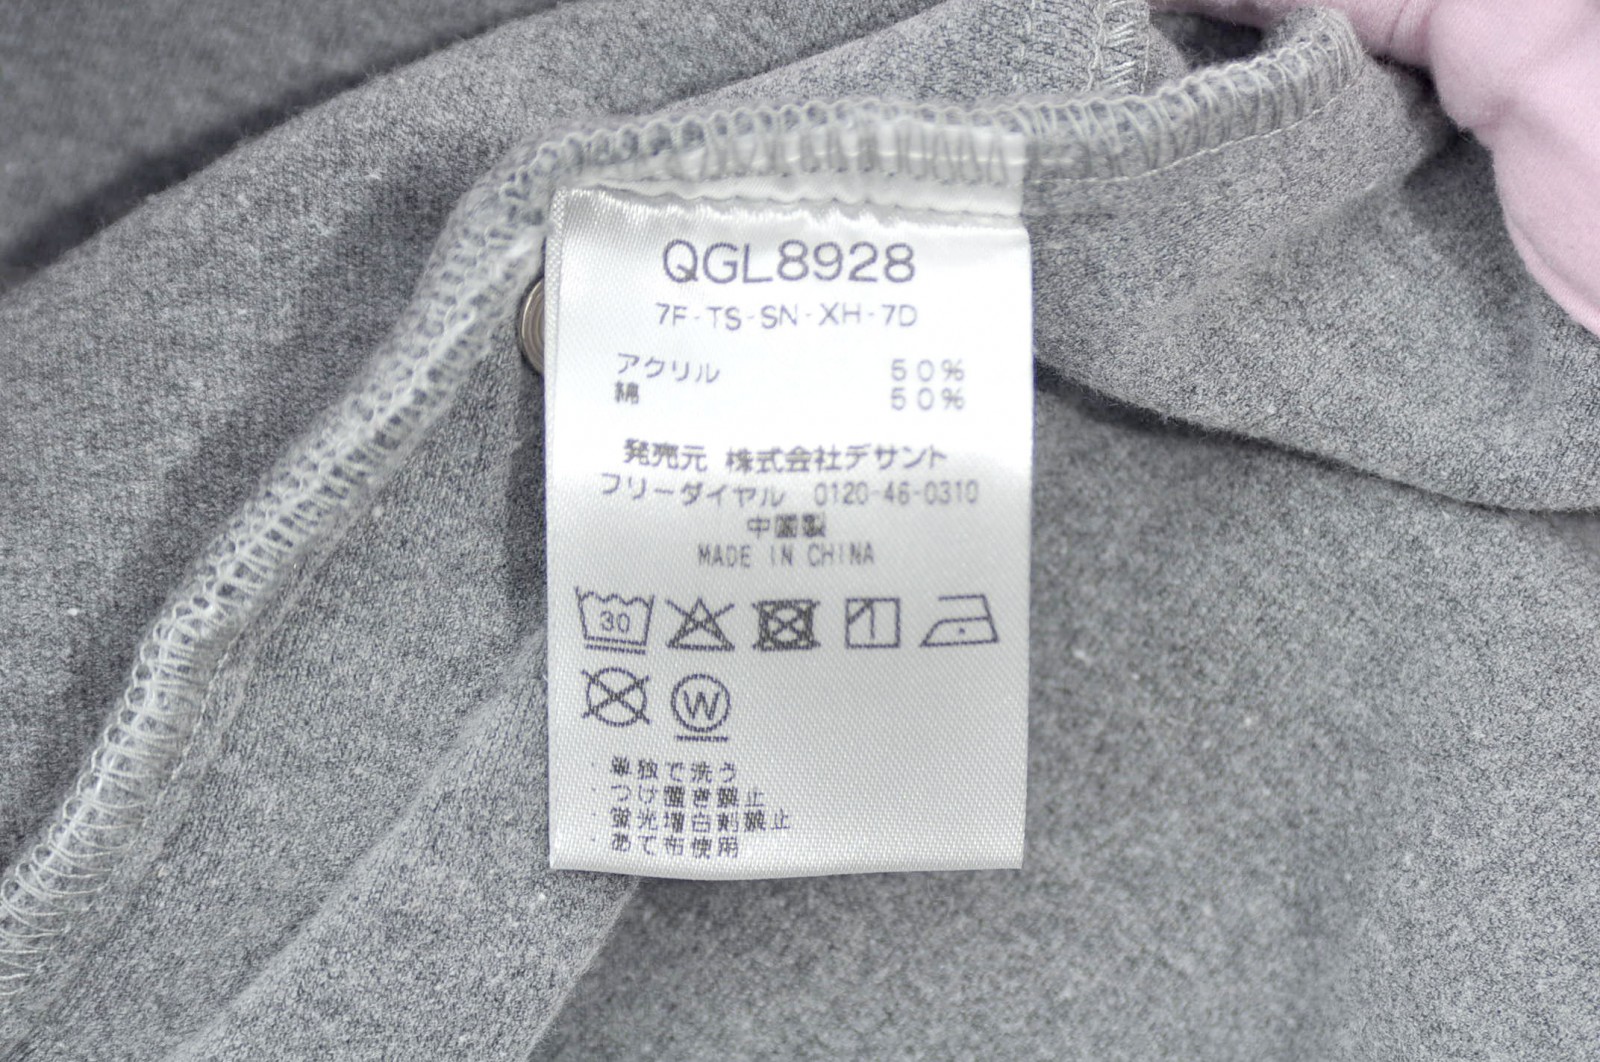 QGL8928
7F-TS-SN-XH-7D
アクリル 50%
綿 50%
発売元 株式会社デサント
フリーダイヤル 0120-46-0310
中国製
MADE IN CHINA
30
W
・単独で洗う
・つけ置き禁止
・蛍光増白剤禁止
・あて布使用